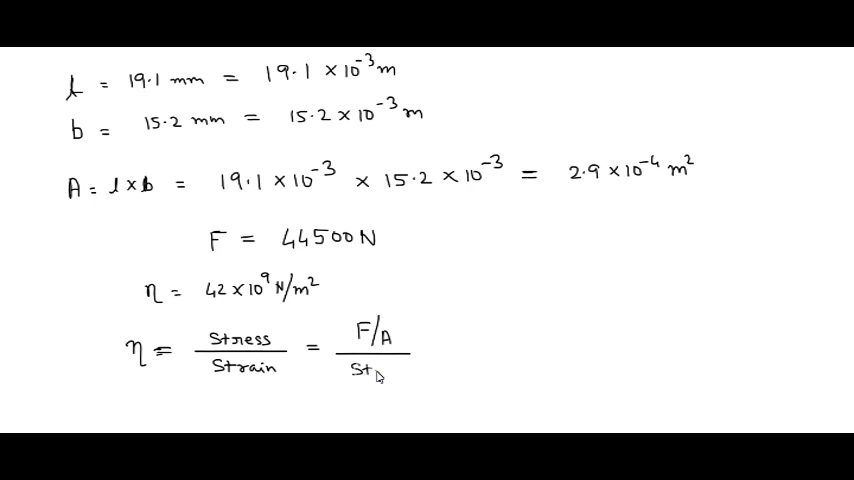 l = 19.1 mm = 19.1 × 10⁻³ m
b = 15.2 mm = 15.2 × 10⁻³ m
A = l × b = 19.1 × 10⁻³ × 15.2 × 10⁻³ = 2.9 × 10⁻⁴ m²
F = 44500 N
η = 42 × 10⁹ N/m²
η = Stress/Strain = F/A / St